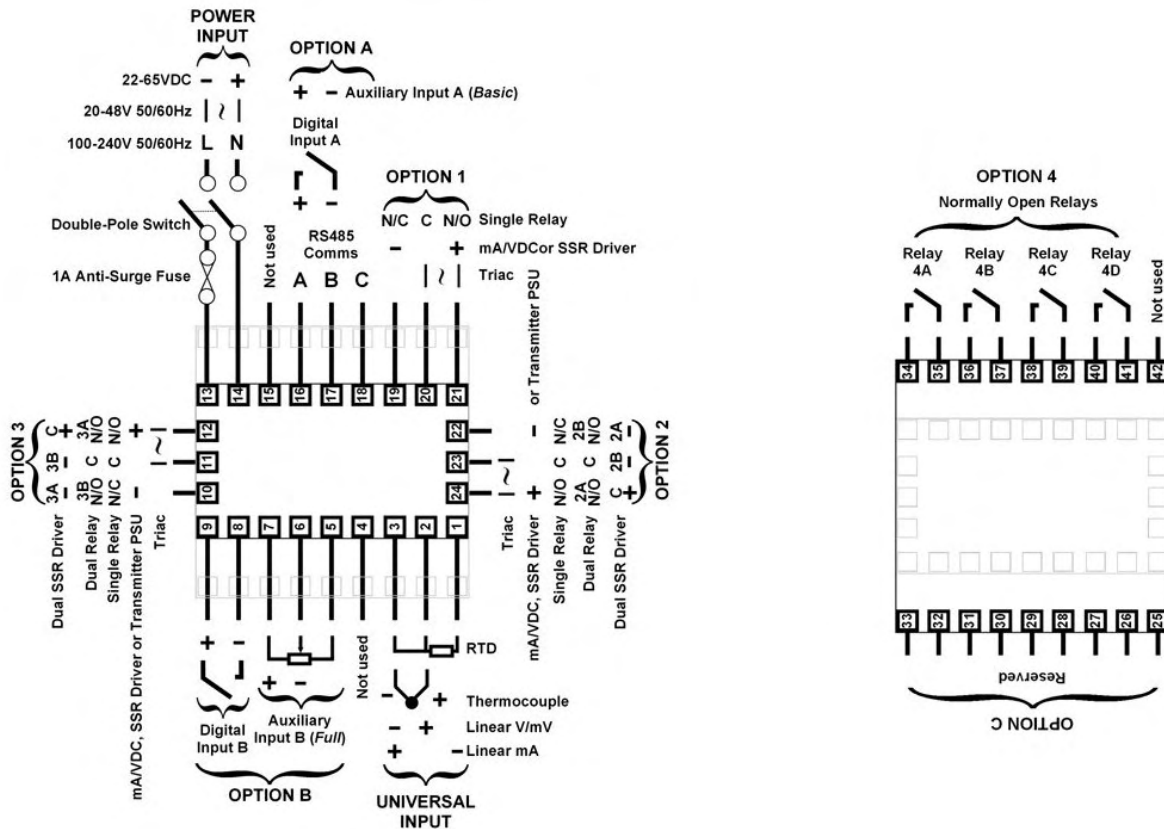 POWER
INPUT
OPTION A
22-65VDC − +
+ − Auxiliary Input A (Basic)
20-48V 50/60Hz | ~ |
Digital
Input A
100-240V 50/60Hz L N
+ −
OPTION 1
N/C C N/O Single Relay
Double-Pole Switch
Not used
RS485
Comms
− + mA/VDCor SSR Driver
1A Anti-Surge Fuse
A B C
| ~ | Triac
or Transmitter PSU
13 14 15 16 17 18 19 20 21
OPTION 3
C + 3A N/O N/O + 12
3B − C C ~ 11
3A − 3B N/O N/C − 10
Dual SSR Driver
Dual Relay
Single Relay
mA/VDC, SSR Driver or Transmitter PSU
Triac
22 − N/C 2B N/O 2A −
23 ~ C C 2B −
24 + N/O 2A N/O C +
OPTION 2
Triac
mA/VDC, SSR Driver
Single Relay
Dual Relay
Dual SSR Driver
9 8 7 6 5 4 3 2 1
+ −
Digital
Input B
+ −
Auxiliary
Input B (Full)
OPTION B
Not used
RTD
− + Thermocouple
− + Linear V/mV
+ − Linear mA
UNIVERSAL
INPUT
OPTION 4
Normally Open Relays
Relay
4A
Relay
4B
Relay
4C
Relay
4D
Not used
34 35 36 37 38 39 40 41 42
33 32 31 30 29 28 27 26 25
Reserved
OPTION C